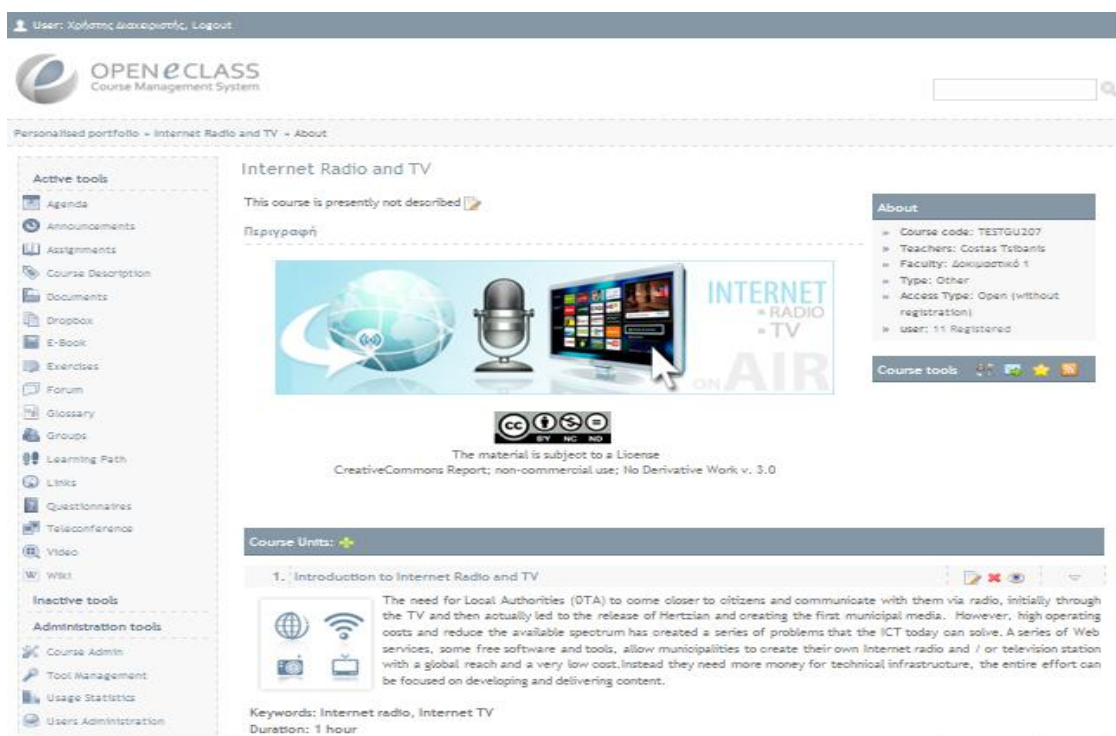 User: Χρήστης Διαχειριστής, Logout
OPEN eCLASS
Course Management System
Personalised portfolio » Internet Radio and TV » About
Active tools
Agenda
Announcements
Assignments
Course Description
Documents
Dropbox
E-Book
Exercises
Forum
Glossary
Groups
Learning Path
Links
Questionnaires
Teleconference
Video
Wiki
Inactive tools
Administration tools
Course Admin
Tool Management
Usage Statistics
Users Administration
Internet Radio and TV
This course is presently not described
Περιγραφή
INTERNET
RADIO
TV
ON AIR
cc
BY NC ND
The material is subject to a License
CreativeCommons Report; non-commercial use; No Derivative Work v. 3.0
About
» Course code: TESTGU207
» Teachers: Costas Tsibanis
» Faculty: Δοκιμαστικό 1
» Type: Other
» Access Type: Open (without
registration)
» user: 11 Registered
Course tools
Course Units:
1. Introduction to Internet Radio and TV
The need for Local Authorities (OTA) to come closer to citizens and communicate with them via radio, initially through
the TV and then actually led to the release of Hertzian and creating the first municipal media. However, high operating
costs and reduce the available spectrum has created a series of problems that the ICT today can solve. A series of Web
services, some free software and tools, allow municipalities to create their own Internet radio and / or television station
with a global reach and a very low cost.Instead they need more money for technical infrastructure, the entire effort can
be focused on developing and delivering content.
Keywords: Internet radio, Internet TV
Duration: 1 hour